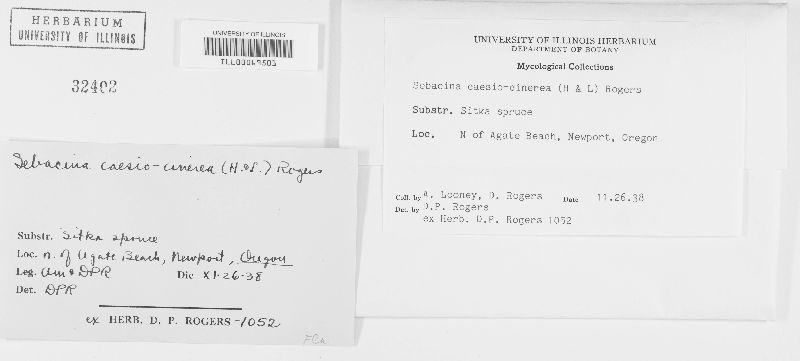 HERBARIUM
UNIVERSITY OF ILLINOIS
32402
UNIVERSITY OF ILLINOIS
Sebacina caesio-cinerea (H. & L.) Rogers
Substr. Sitka spruce
Loc. n. of Agate Beach, Newport, Oregon
Leg. & DPR Die XI-26-38
Det. DPR
ex HERB. D. P. ROGERS-1052
UNIVERSITY OF ILLINOIS HERBARIUM
DEPARTMENT OF BOTANY
Mycological Collections
Sebacina caesio-cinerea (H & L) Rogers
Substr. Sitka spruce
Loc. N of Agate Beach, Newport, Oregon
Coll. by A. Looney, D. Rogers Date 11.26.38
Det. by D.P. Rogers
ex Herb. D.P. Rogers 1052